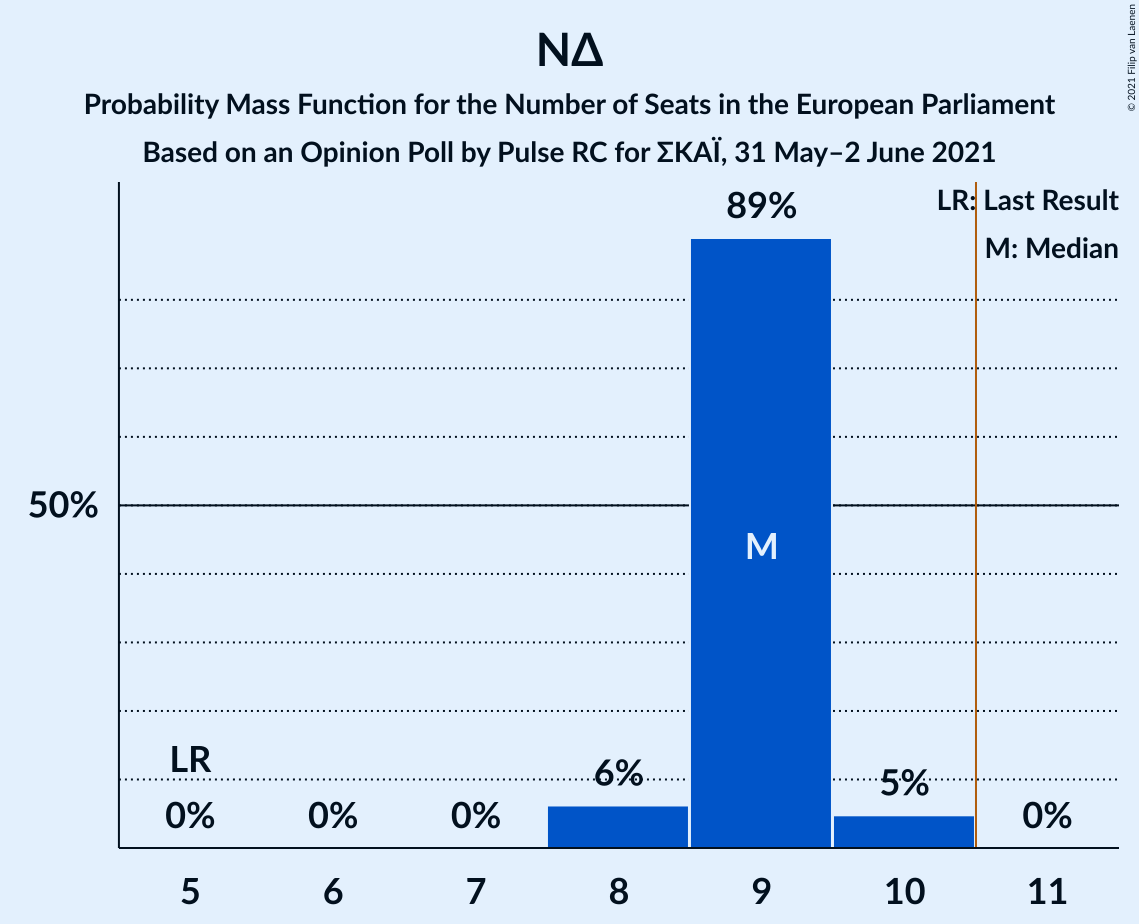 ΝΔ
Probability Mass Function for the Number of Seats in the European Parliament
Based on an Opinion Poll by Pulse RC for ΣΚΑΪ, 31 May–2 June 2021
© 2021 Filip van Laenen
LR: Last Result
M: Median
89%
50%
M
LR
0%
0%
0%
6%
5%
0%
5
6
7
8
9
10
11